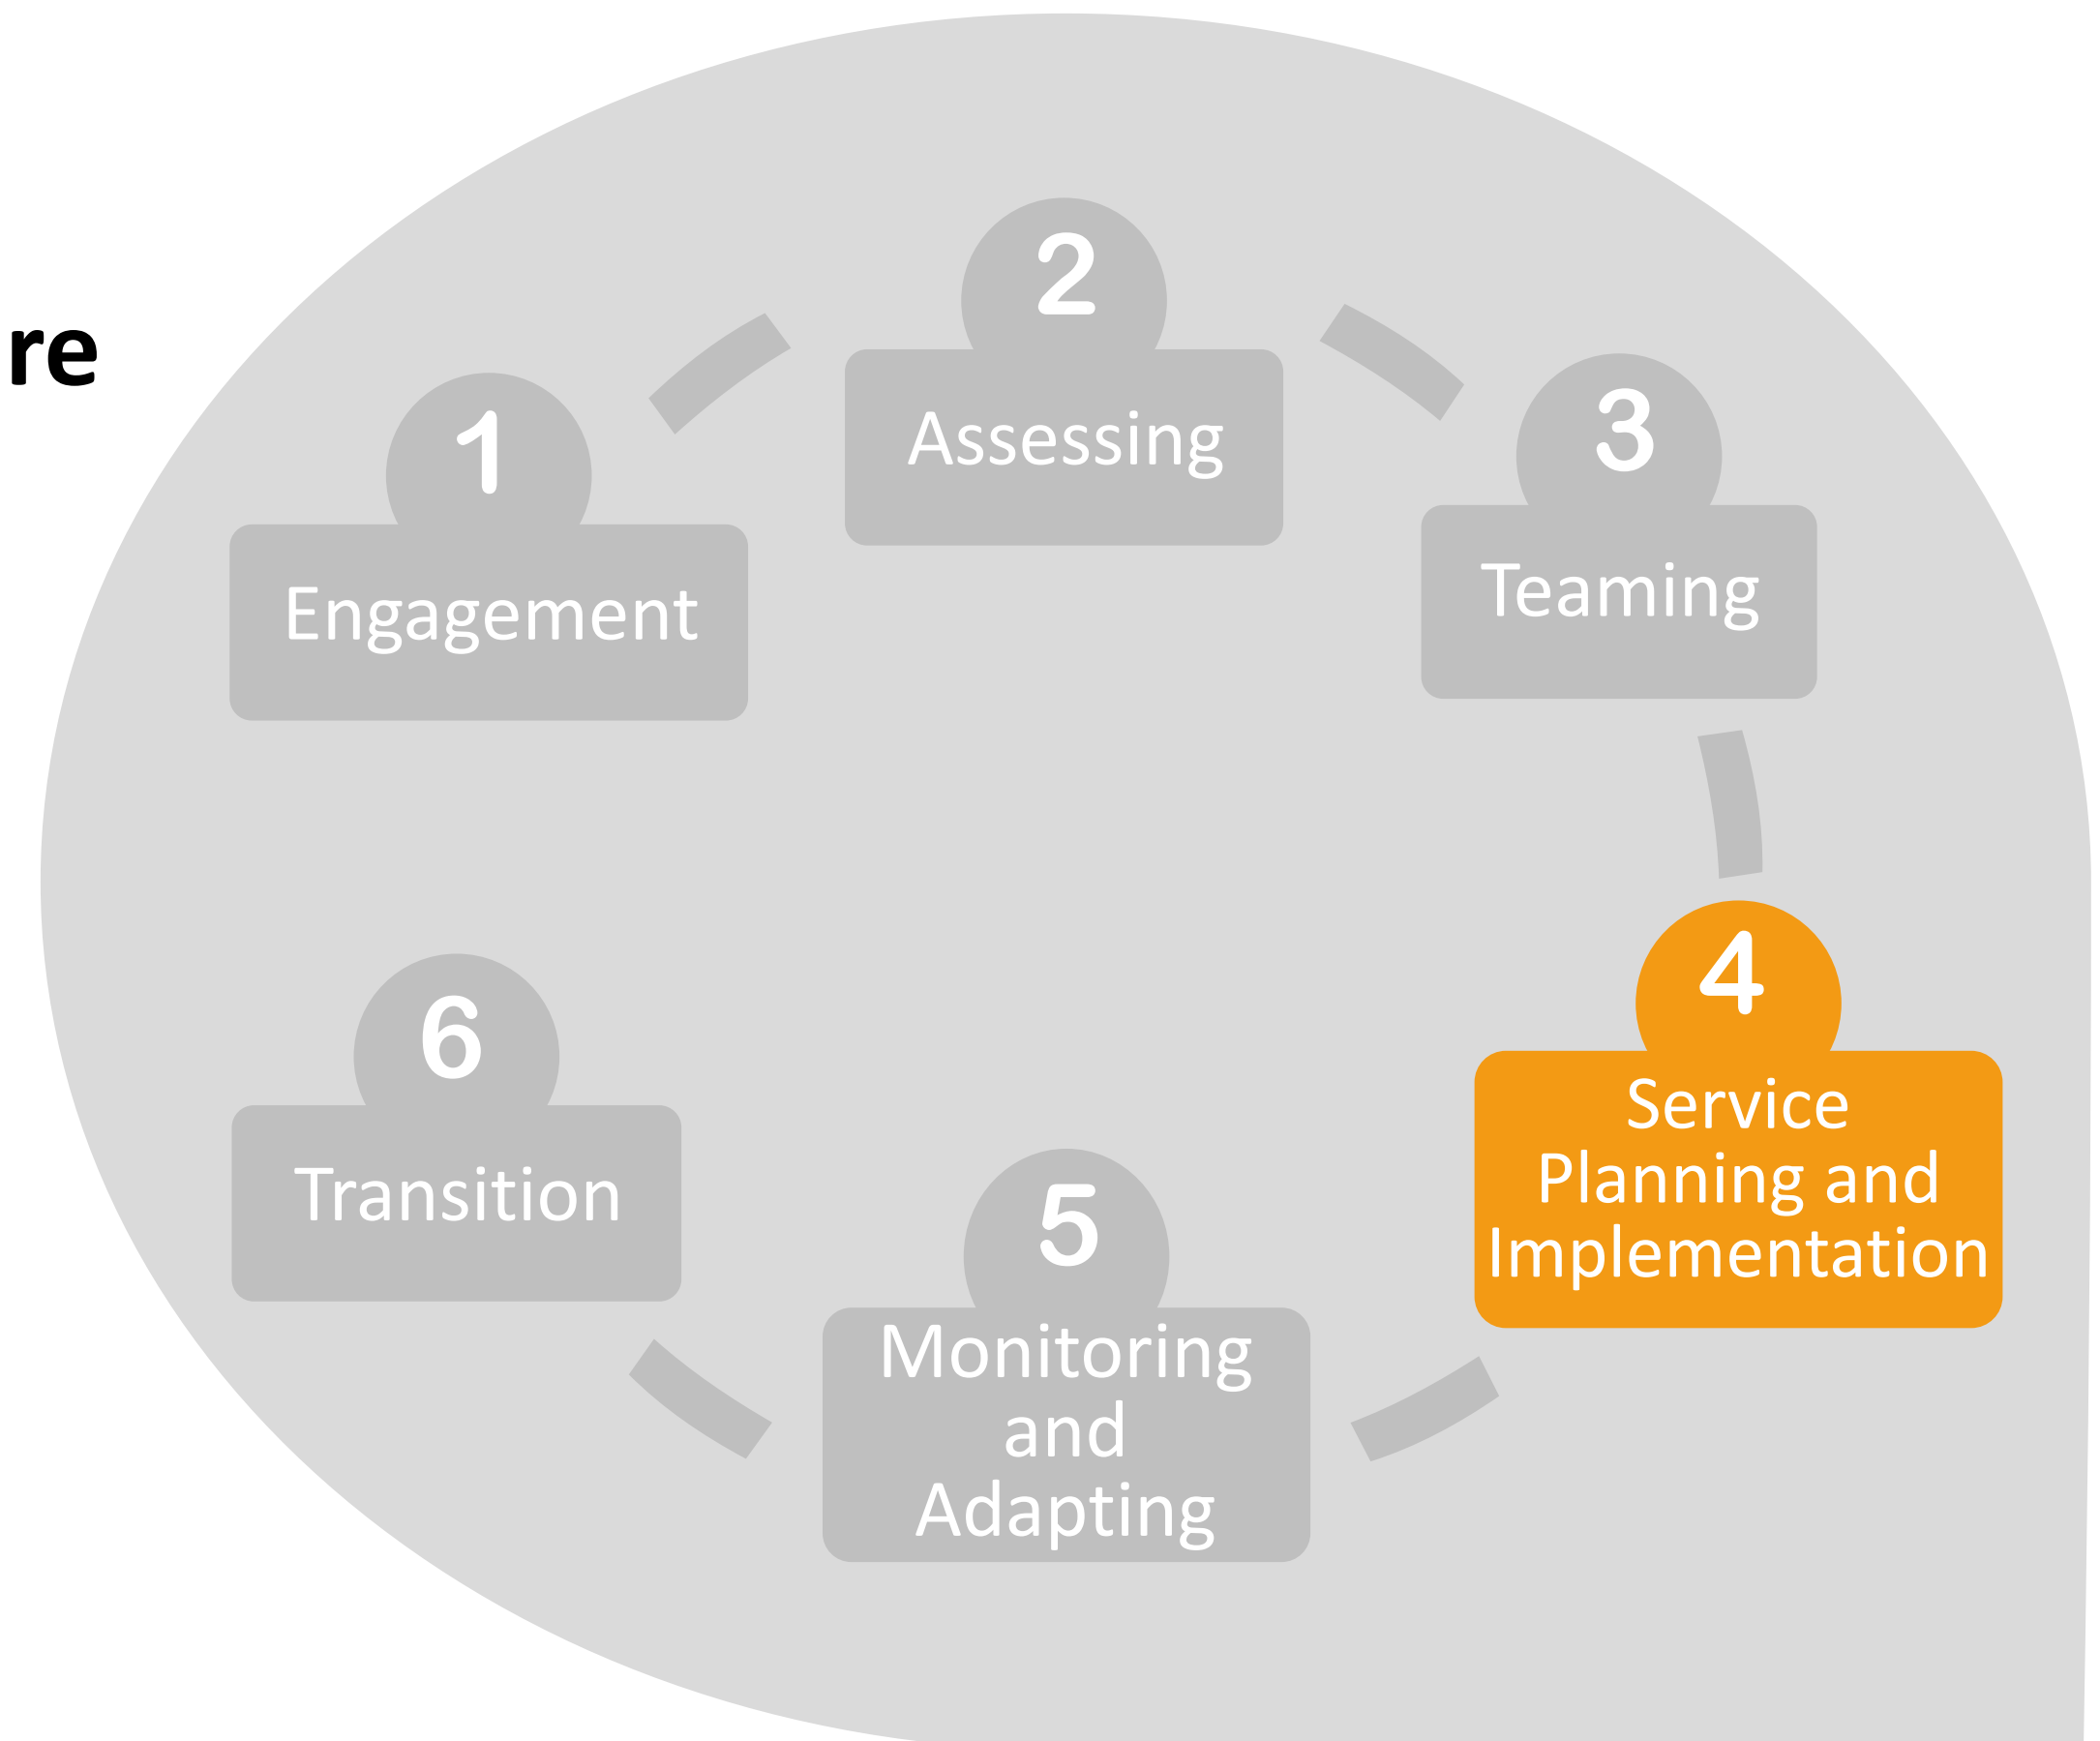 re
1
Engagement
2
Assessing
3
Teaming
4
Service
Planning and
Implementation
5
Monitoring
and
Adapting
6
Transition